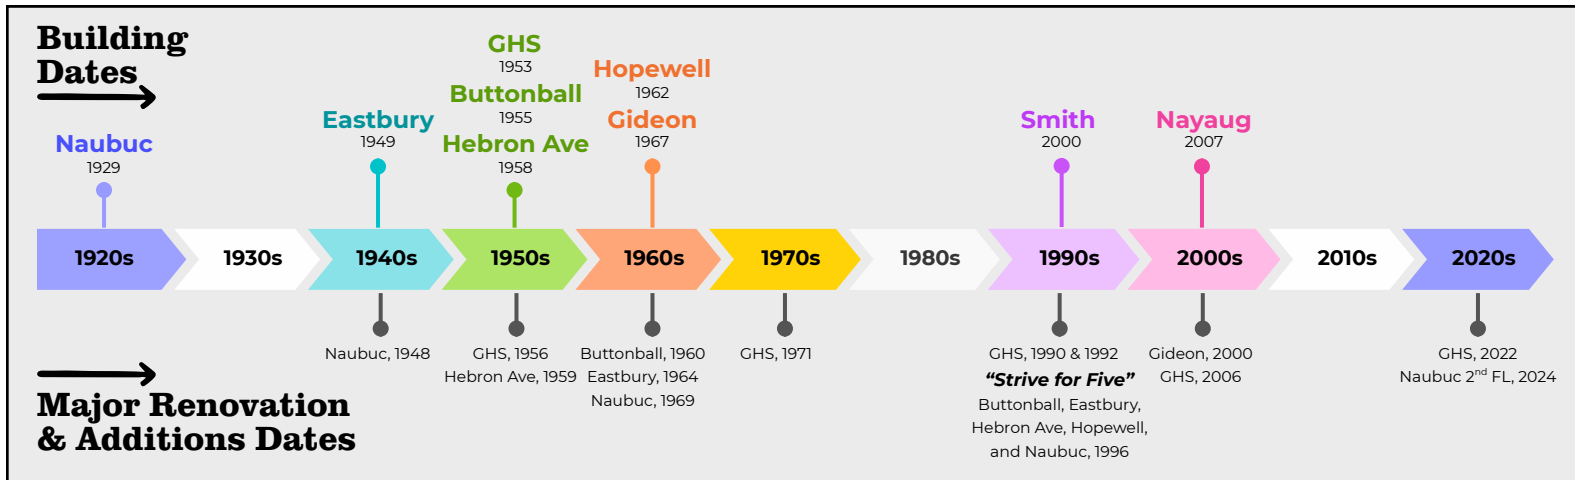 Building
Dates
Naubuc
1929
Eastbury
1949
GHS
1953
Buttonball
1955
Hebron Ave
1958
Hopewell
1962
Gideon
1967
Smith
2000
Nayaug
2007
1920s
1930s
1940s
1950s
1960s
1970s
1980s
1990s
2000s
2010s
2020s
Major Renovation
& Additions Dates
Naubuc, 1948
GHS, 1956
Hebron Ave, 1959
Buttonball, 1960
Eastbury, 1964
Naubuc, 1969
GHS, 1971
GHS, 1990 & 1992
“Strive for Five”
Buttonball, Eastbury,
Hebron Ave, Hopewell,
and Naubuc, 1996
Gideon, 2000
GHS, 2006
GHS, 2022
Naubuc 2nd FL, 2024